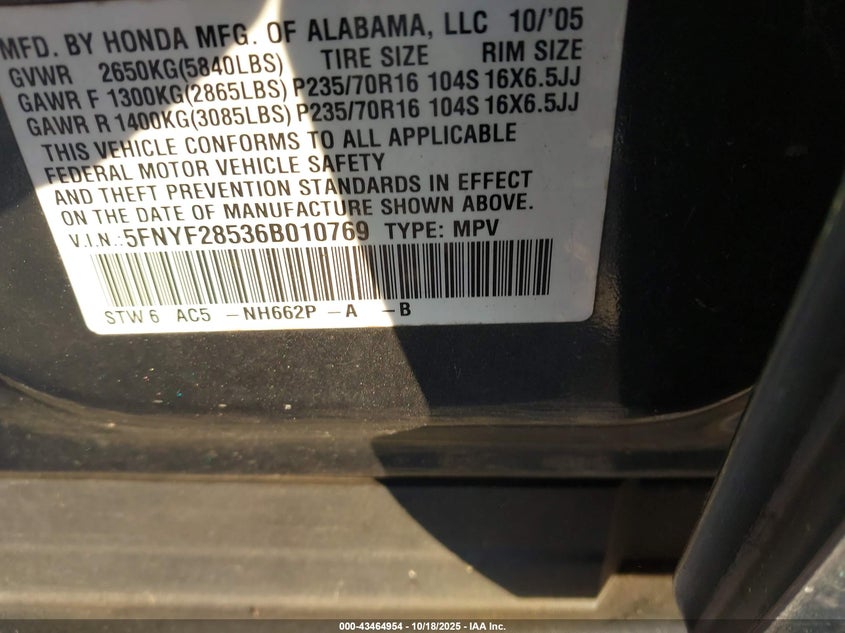 MFD. BY HONDA MFG. OF ALABAMA, LLC 10/'05
GVWR 2650KG(5840LBS) TIRE SIZE RIM SIZE
GAWR F 1300KG(2865LBS) P235/70R16 104S 16X6.5JJ
GAWR R 1400KG(3085LBS) P235/70R16 104S 16X6.5JJ
THIS VEHICLE CONFORMS TO ALL APPLICABLE
FEDERAL MOTOR VEHICLE SAFETY
AND THEFT PREVENTION STANDARDS IN EFFECT
ON THE DATE OF MANUFACTURE SHOWN ABOVE.
V.I.N.:5FNYF28536B010769 TYPE: MPV
STW 6 AC5 -NH662P -A -B
000-43464954 - 10/18/2025 - IAA Inc.